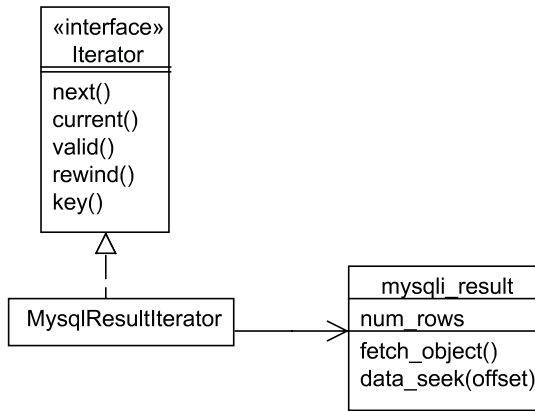 «interface»
Iterator
next()
current()
valid()
rewind()
key()
MysqlResultIterator
mysqli_result
num_rows
fetch_object()
data_seek(offset)